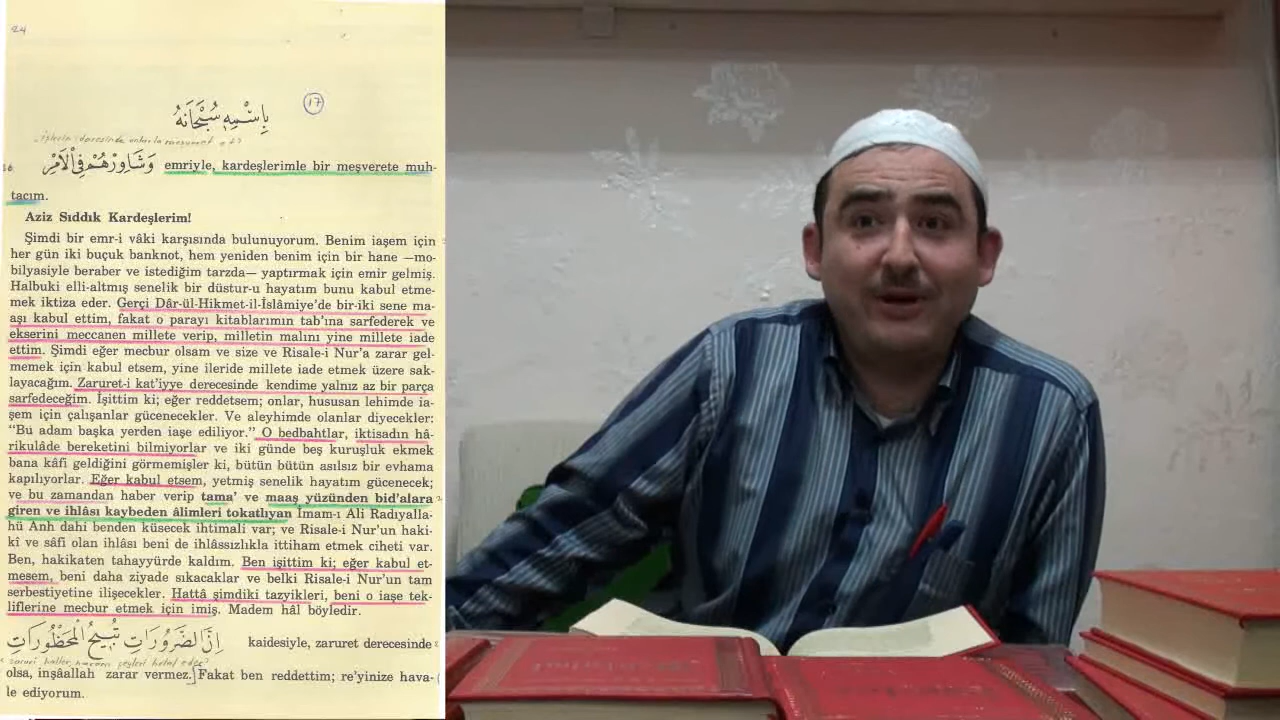 24
17
بِاسْمِهِ سُبْحَانَهُ
وَشَاوِرْهُمْ فِى الْاَمْرِ emriyle, kardeşlerimle bir meşverete muh-
tacım.
Aziz Sıddık Kardeşlerim!
Şimdi bir emr-i vâki karşısında bulunuyorum. Benim iaşem için
her gün iki buçuk banknot, hem yeniden benim için bir hane —mo-
bilyasiyle beraber ve istediğim tarzda— yaptırmak için emir gelmiş.
Halbuki elli-altmış senelik bir düstur-u hayatım bunu kabul etme-
mek iktiza eder. Gerçi Dâr-ül-Hikmet-il-İslâmiye'de bir-iki sene ma-
aşı kabul ettim, fakat o parayı kitablarımın tab'ına sarfederek ve
ekserini meccanen millete verip, milletin malını yine millete iade
ettim. Şimdi eğer mecbur olsam ve size ve Risale-i Nur'a zarar gel-
memek için kabul etsem, yine ileride millete iade etmek üzere sak-
layacağım. Zaruret-i kat'iyye derecesinde kendime yalnız az bir parça
sarfedeceğim. İşittim ki; eğer reddetsem; onlar, hususan lehimde ia-
şem için çalışanlar gücenecekler. Ve aleyhimde olanlar diyecekler:
"Bu adam başka yerden iaşe ediliyor." O bedbahtlar, iktisadın hâ-
rikulâde bereketini bilmiyorlar ve iki günde beş kuruşluk ekmek
bana kâfi geldiğini görmemişler ki, bütün bütün asılsız bir evhama
kapılıyorlar. Eğer kabul etsem, yetmiş senelik hayatım gücenecek;
ve bu zamandan haber verip tama' ve maaş yüzünden bid'alara
giren ve ihlâsı kaybeden âlimleri tokatlıyan İmam-ı Ali Radıyalla-
hü Anh dahi benden küsecek ihtimali var; ve Risale-i Nur'un haki-
kî ve sâfi olan ihlâsı beni de ihlâssızlıkla ittiham etmek ciheti var.
Ben, hakikaten tahayyürde kaldım. Ben işittim ki; eğer kabul et-
mesem, beni daha ziyade sıkacaklar ve belki Risale-i Nur'un tam
serbestiyetine ilişecekler. Hattâ şimdiki tazyikleri, beni o iaşe tek-
liflerine mecbur etmek için imiş. Madem hâl böyledir.
اِنَّ الضَّرُورَاتِ تُبِيحُ الْمَحْظُورَاتِ kaidesiyle, zaruret derecesinde
olsa, inşaallah zarar vermez.] Fakat ben reddettim; re'yinize hava-
le ediyorum.